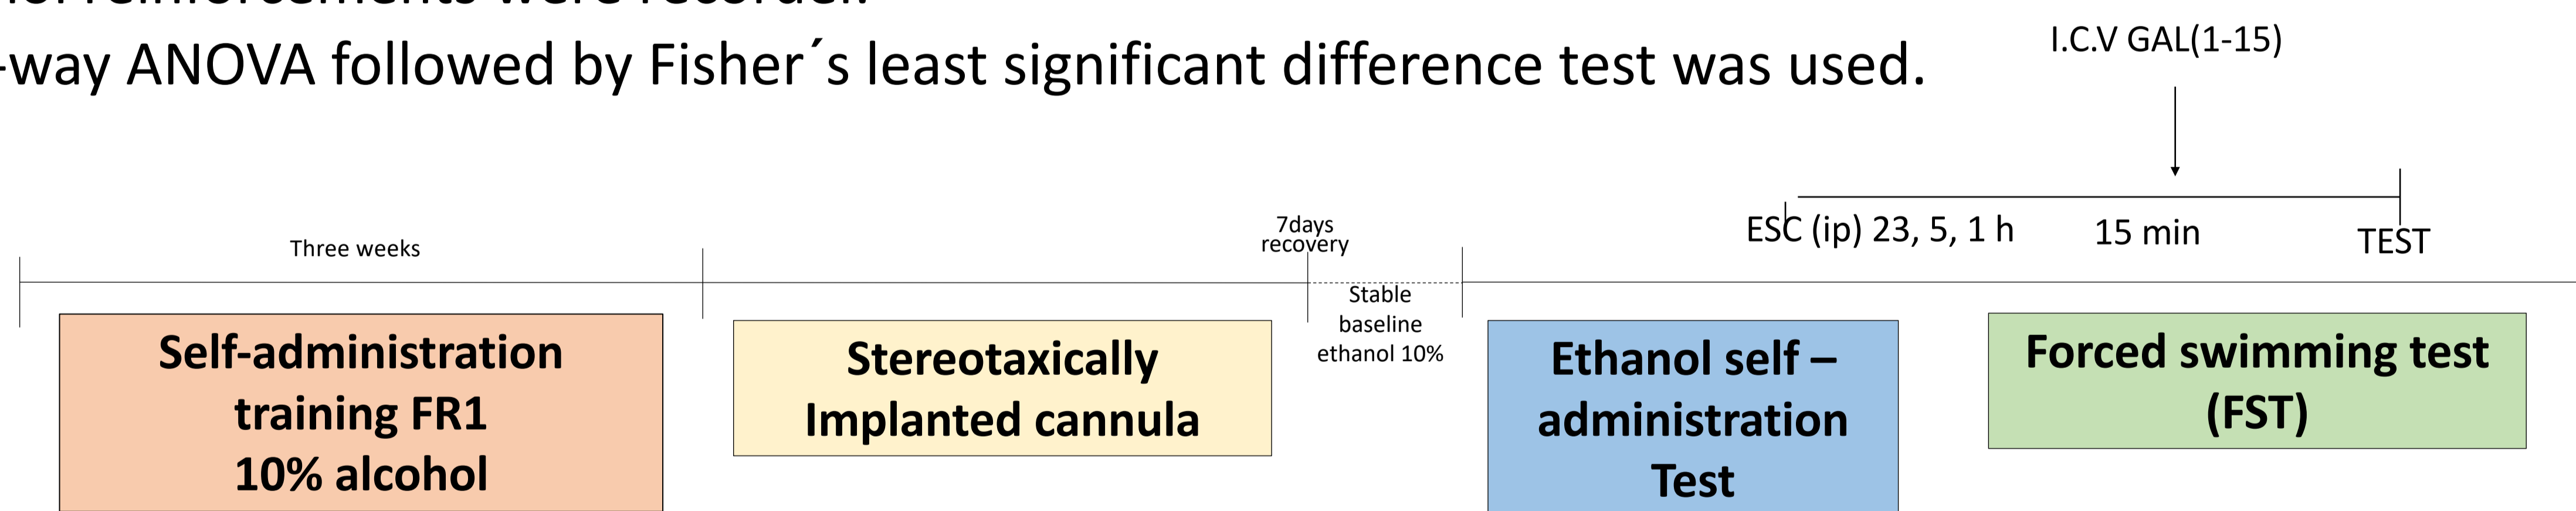 -way ANOVA followed by Fisher´s least significant difference test was used.
I.C.V GAL(1-15)
ESC (ip) 23, 5, 1 h
15 min
TEST
Three weeks
7days
recovery
Stable
baseline
ethanol 10%
Self-administration
training FR1
10% alcohol
Stereotaxically
Implanted cannula
Ethanol self –
administration
Test
Forced swimming test
(FST)